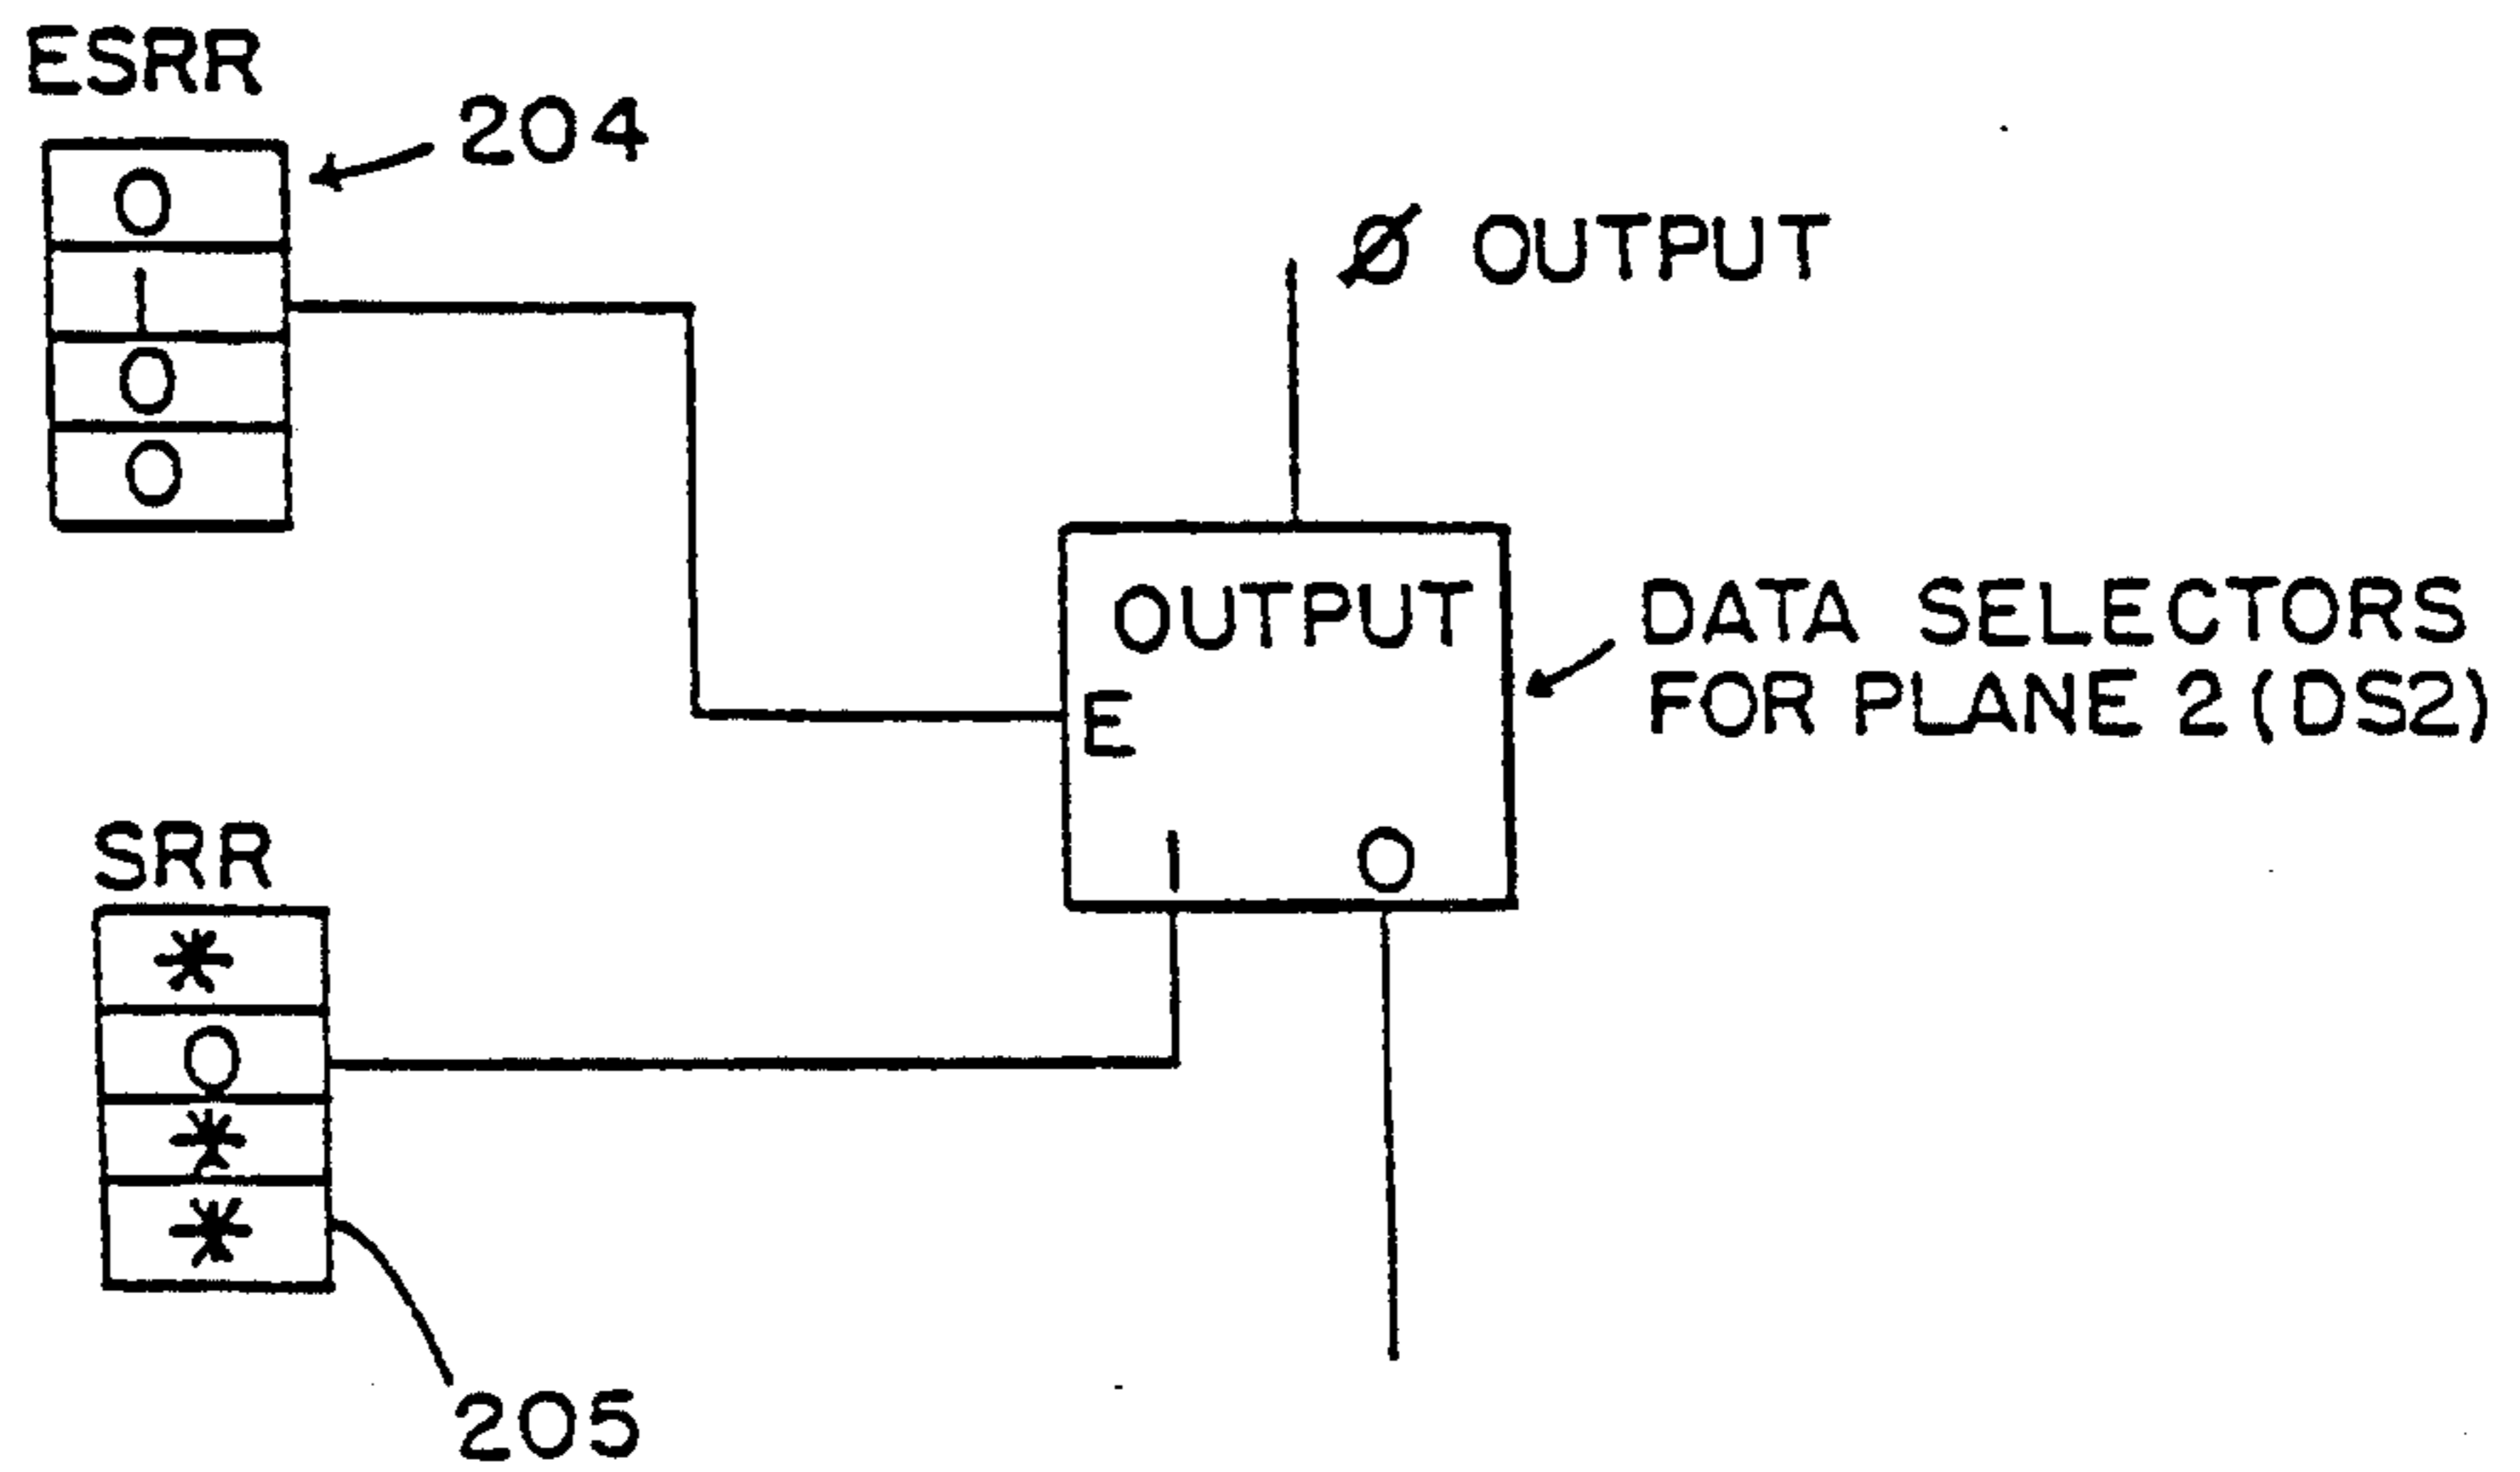 ESRR
204
0
1
0
0
Ø OUTPUT
OUTPUT
E
1 0
DATA SELECTORS
FOR PLANE 2 (DS2)
SRR
*
0
*
*
205